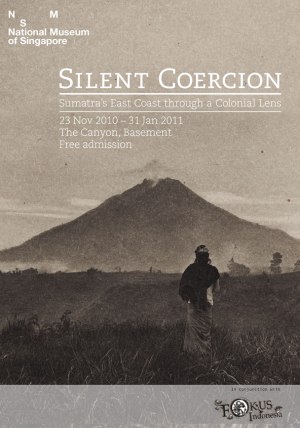 N M
S
National Museum
of Singapore
SILENT COERCION
Sumatra's East Coast through a Colonial Lens
23 Nov 2010 – 31 Jan 2011
The Canyon, Basement
Free admission
in conjunction with
FOKUS
Indonesia